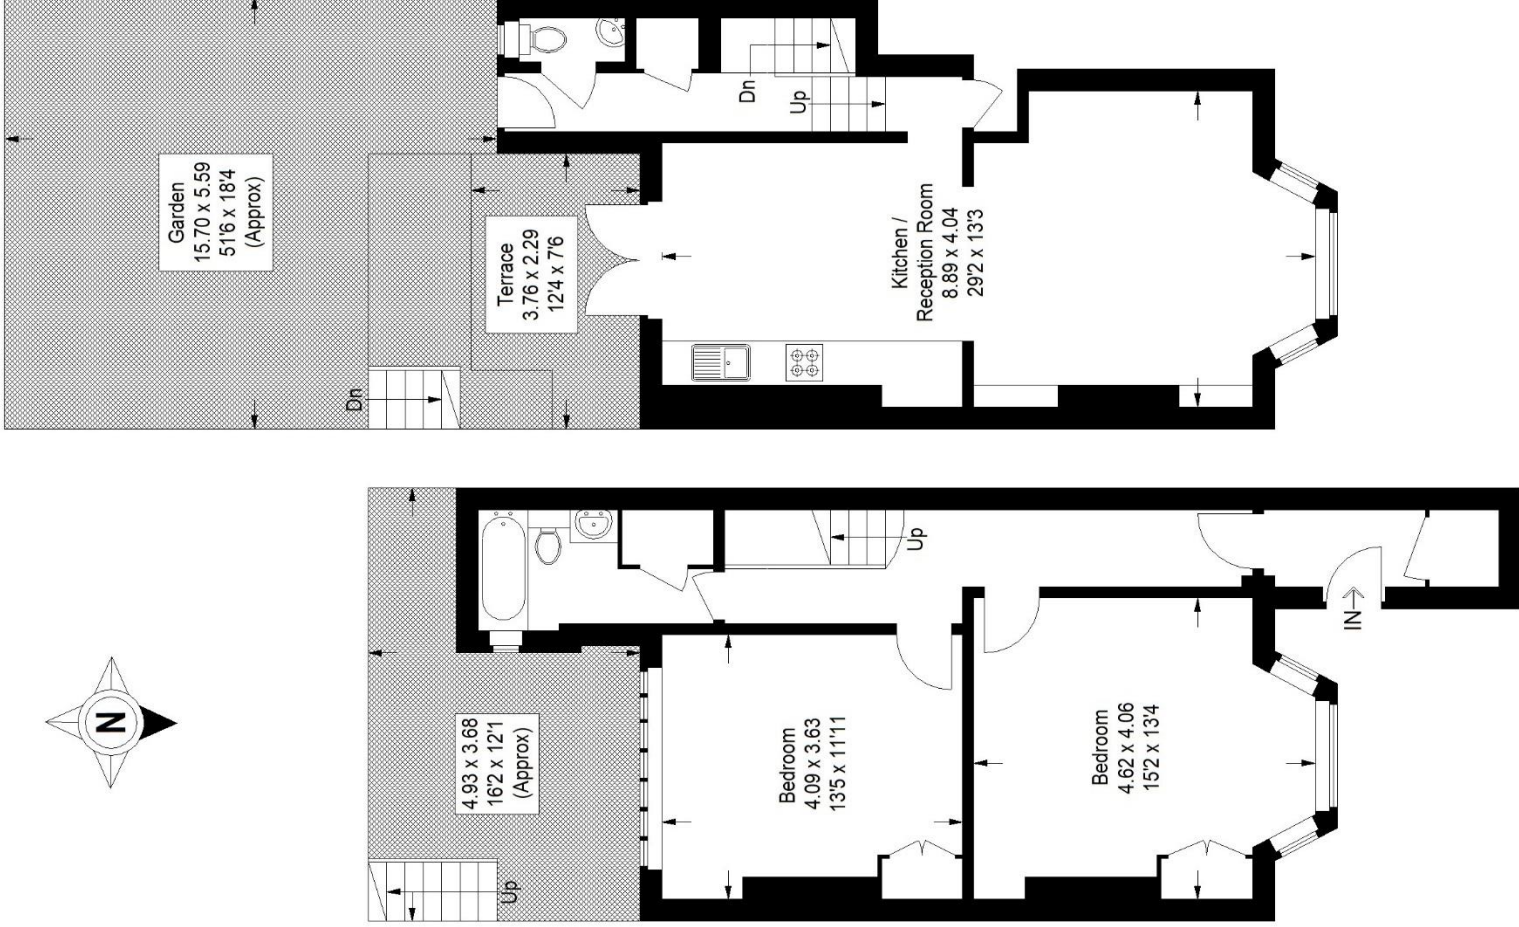 Garden
15.70 x 5.59
51'6 x 18'4
(Approx)
Dn
Terrace
3.76 x 2.29
12'4 x 7'6
Dn
Up
Kitchen /
Reception Room
8.89 x 4.04
29'2 x 13'3
N
4.93 x 3.68
16'2 x 12'1
(Approx)
Up
Bedroom
4.09 x 3.63
13'5 x 11'11
Up
Bedroom
4.62 x 4.06
15'2 x 13'4
IN